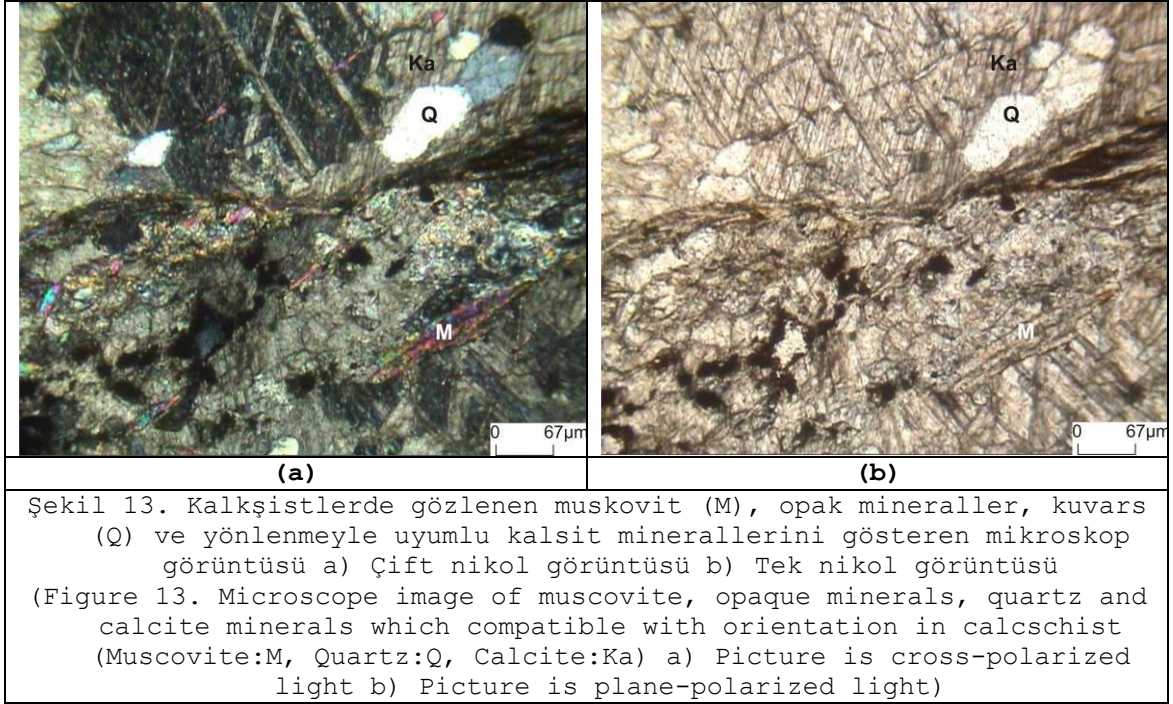 Ka
Q
M
0 67µm
Ka
Q
M
0 67µm
(a) (b)
Şekil 13. Kalkşistlerde gözlenen muskovit (M), opak mineraller, kuvars
(Q) ve yönlenmeyle uyumlu kalsit minerallerini gösteren mikroskop
görüntüsü a) Çift nikol görüntüsü b) Tek nikol görüntüsü
(Figure 13. Microscope image of muscovite, opaque minerals, quartz and
calcite minerals which compatible with orientation in calcschist
(Muscovite:M, Quartz:Q, Calcite:Ka) a) Picture is cross-polarized
light b) Picture is plane-polarized light)